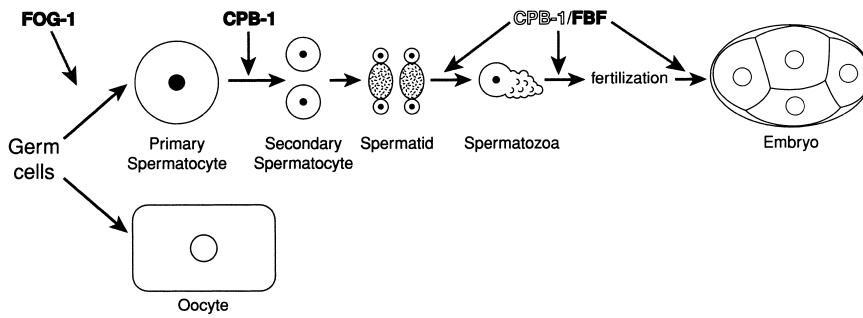 FOG-1
CPB-1
CPB-1/FBF
fertilization
Germ
cells
Primary
Spermatocyte
Secondary
Spermatocyte
Spermatid
Spermatozoa
Embryo
Oocyte